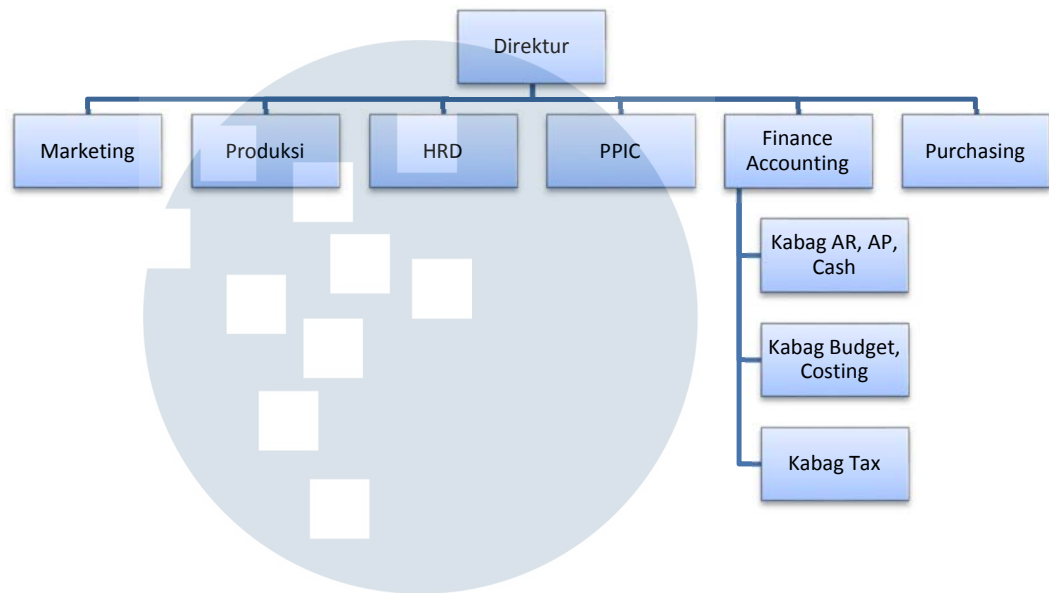 Direktur
Marketing
Produksi
HRD
PPIC
Finance
Accounting
Purchasing
Kabag AR, AP,
Cash
Kabag Budget,
Costing
Kabag Tax